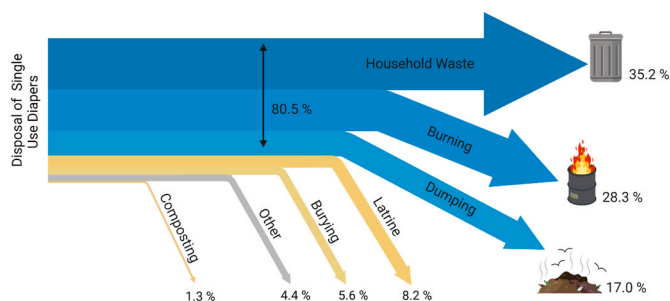 Disposal of Single
Use Diapers
Household Waste
35.2 %
80.5 %
Burning
28.3 %
Dumping
17.0 %
Latrine
8.2 %
Burying
5.6 %
Other
4.4 %
Composting
1.3 %